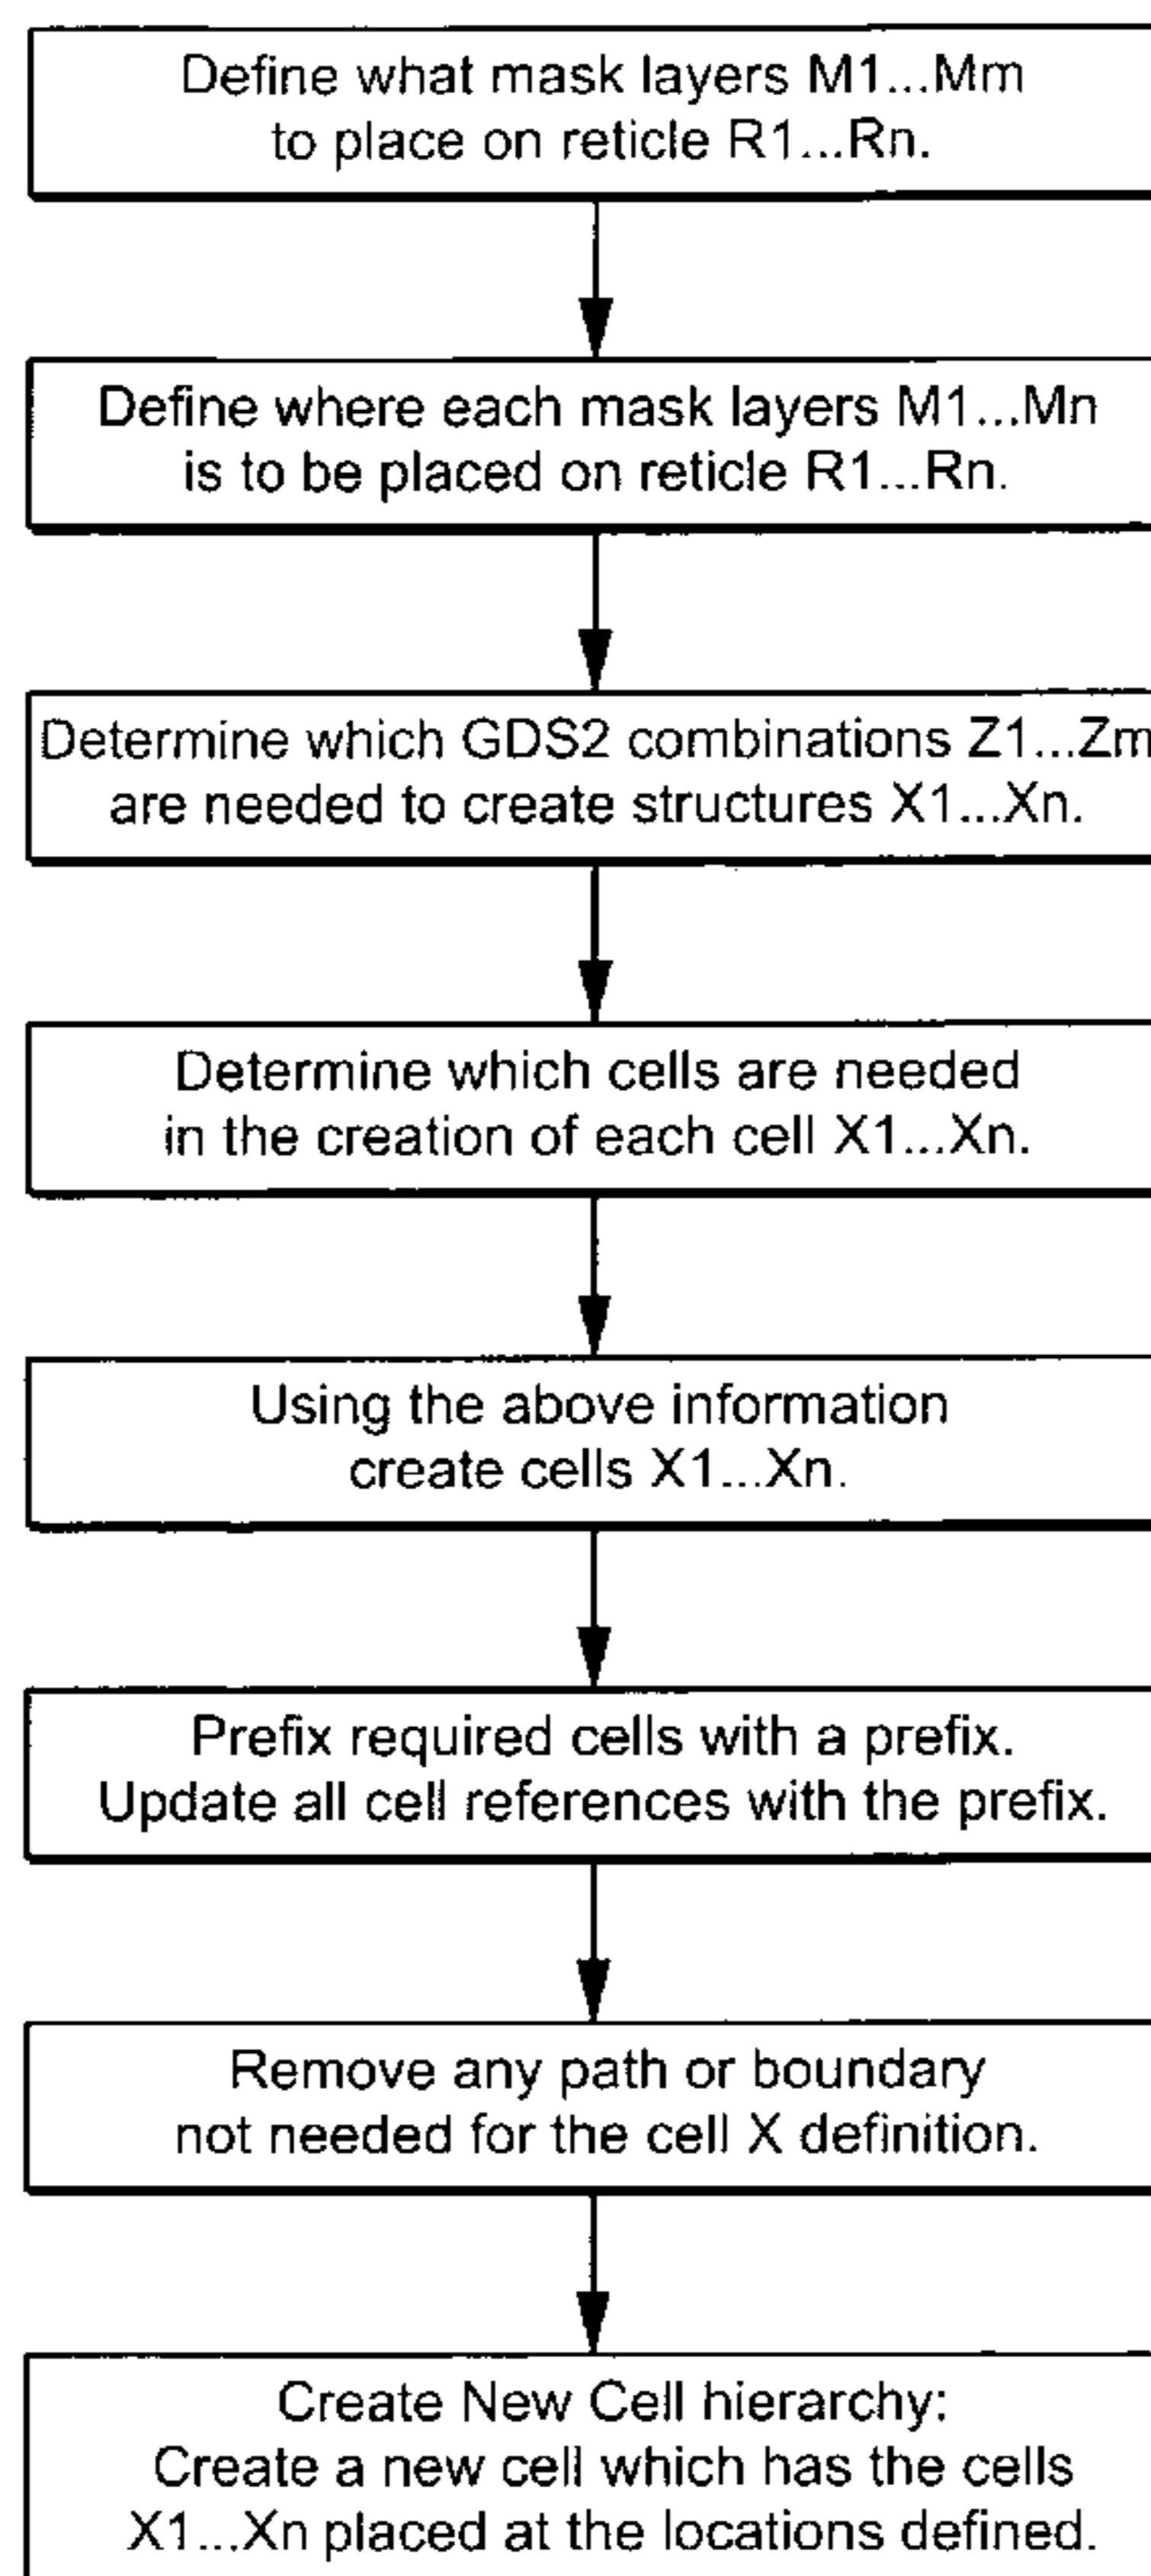 Define what mask layers M1...Mm
to place on reticle R1...Rn.
Define where each mask layers M1...Mn
is to be placed on reticle R1...Rn.
Determine which GDS2 combinations Z1...Zm
are needed to create structures X1...Xn.
Determine which cells are needed
in the creation of each cell X1...Xn.
Using the above information
create cells X1...Xn.
Prefix required cells with a prefix.
Update all cell references with the prefix.
Remove any path or boundary
not needed for the cell X definition.
Create New Cell hierarchy:
Create a new cell which has the cells
X1...Xn placed at the locations defined.